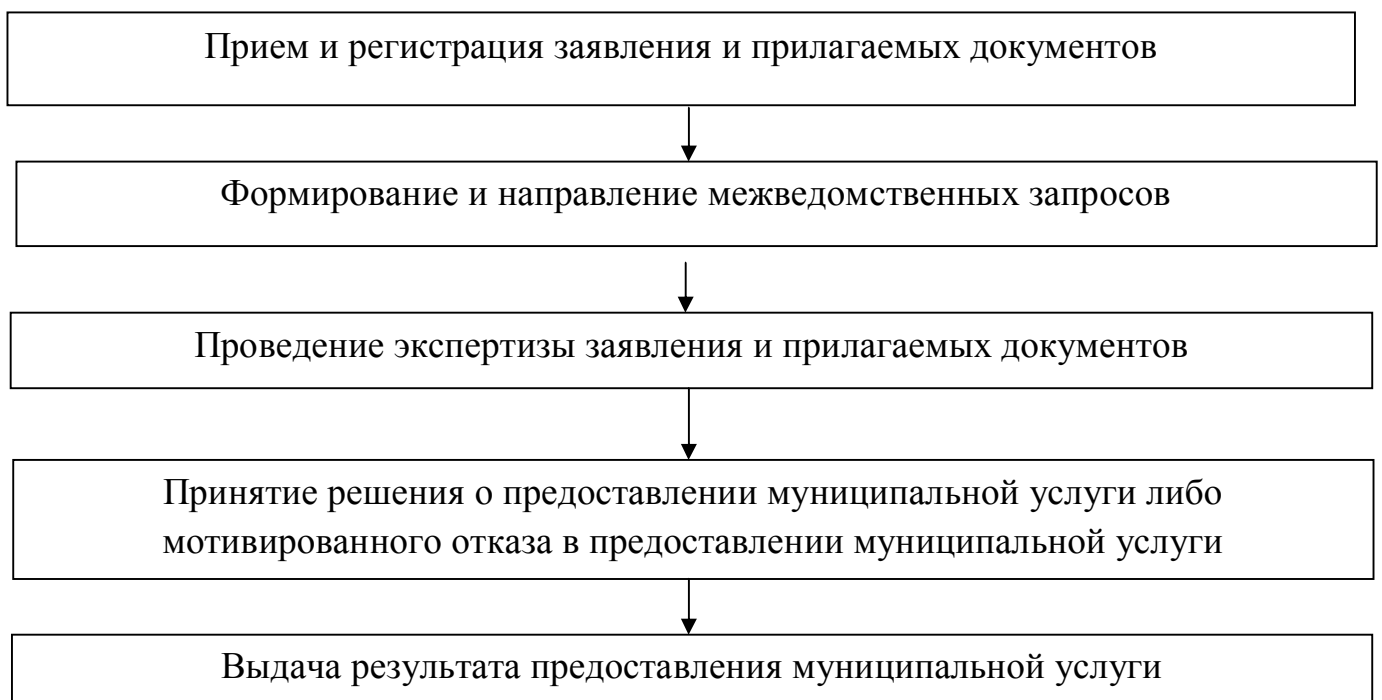 Прием и регистрация заявления и прилагаемых документов
Формирование и направление межведомственных запросов
Проведение экспертизы заявления и прилагаемых документов
Принятие решения о предоставлении муниципальной услуги либо
мотивированного отказа в предоставлении муниципальной услуги
Выдача результата предоставления муниципальной услуги